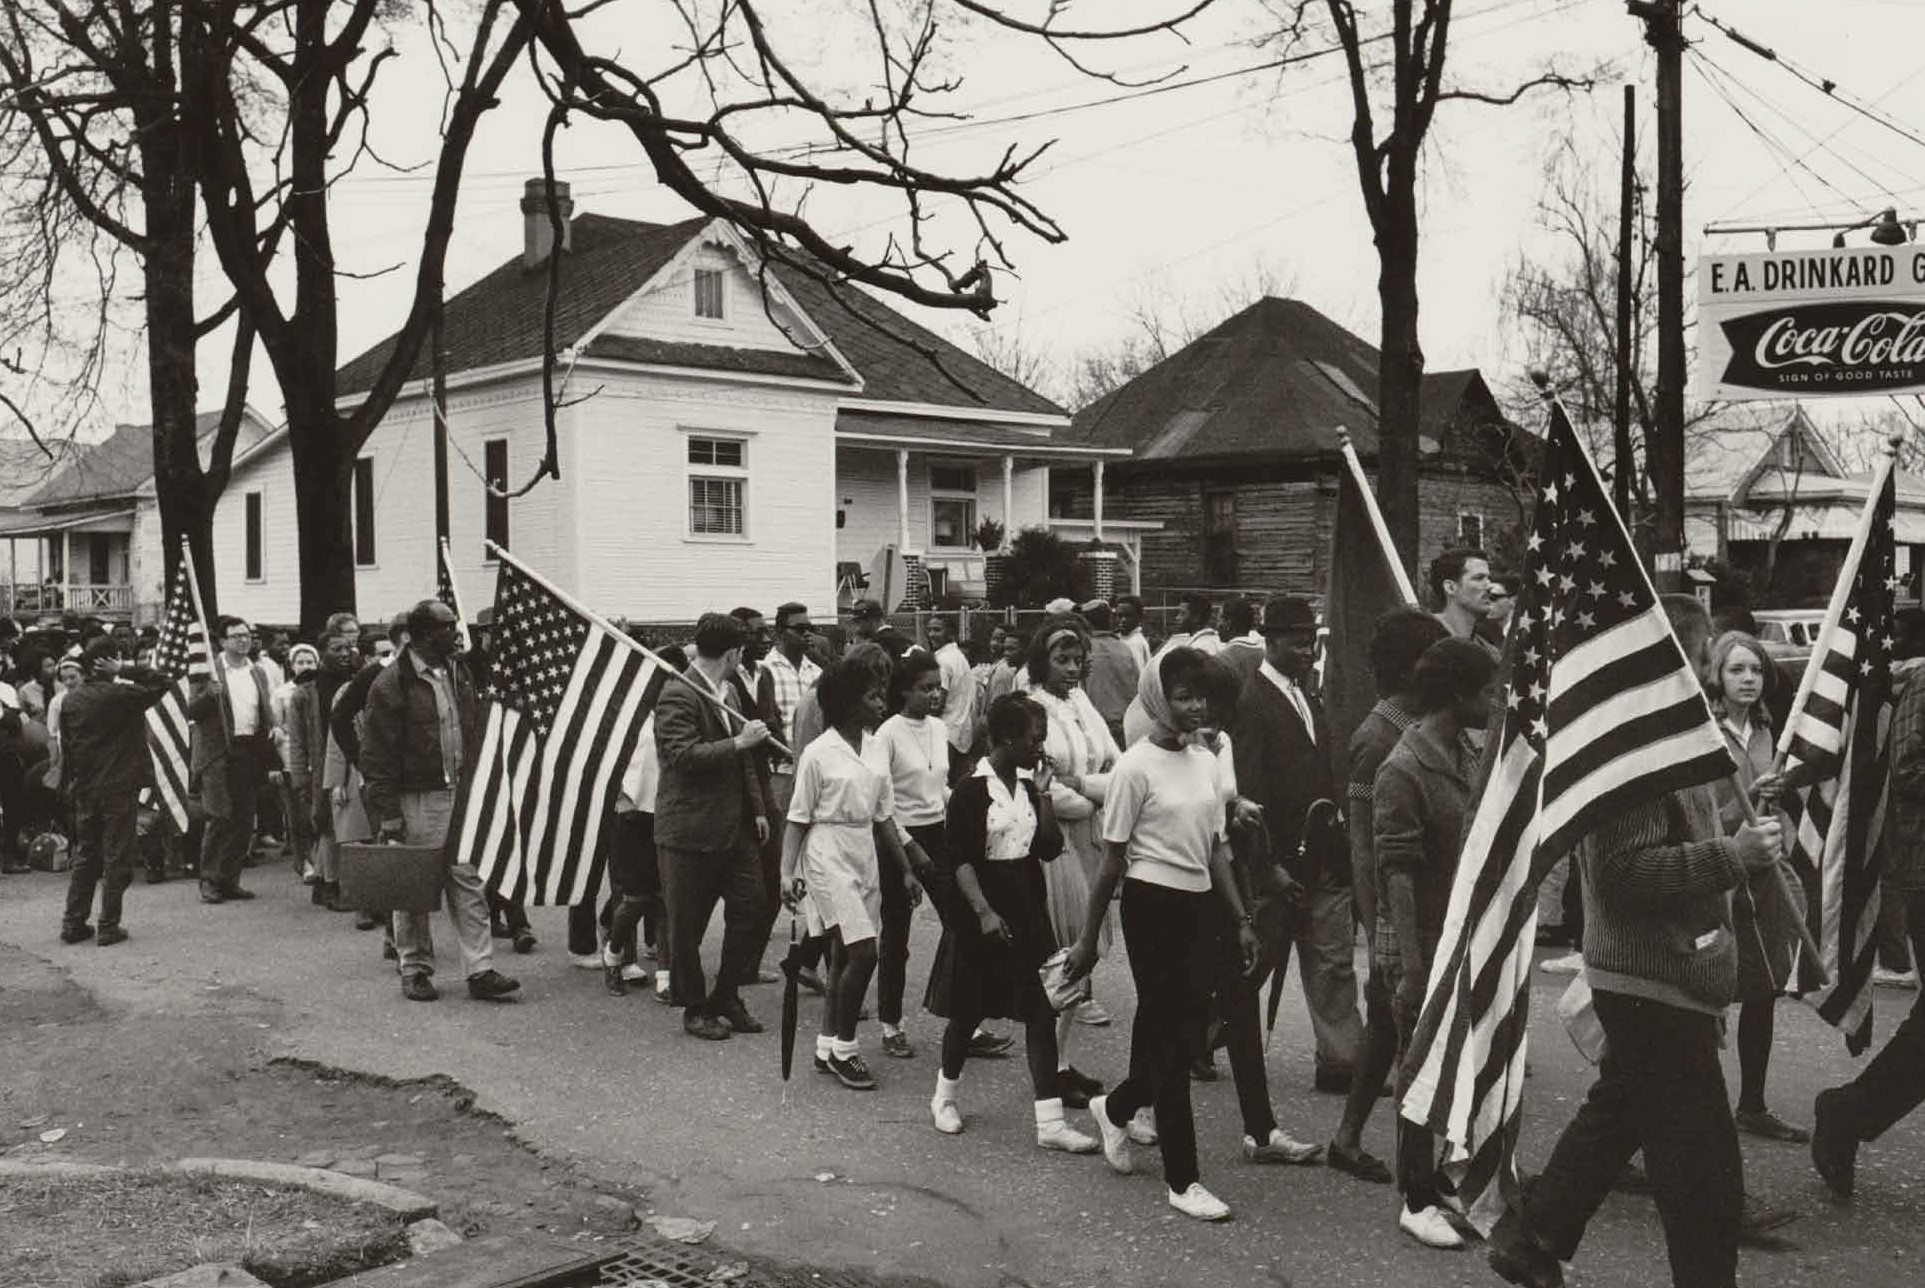 E.A. DRINKARD G
Coca-Cola
SIGN OF GOOD TASTE